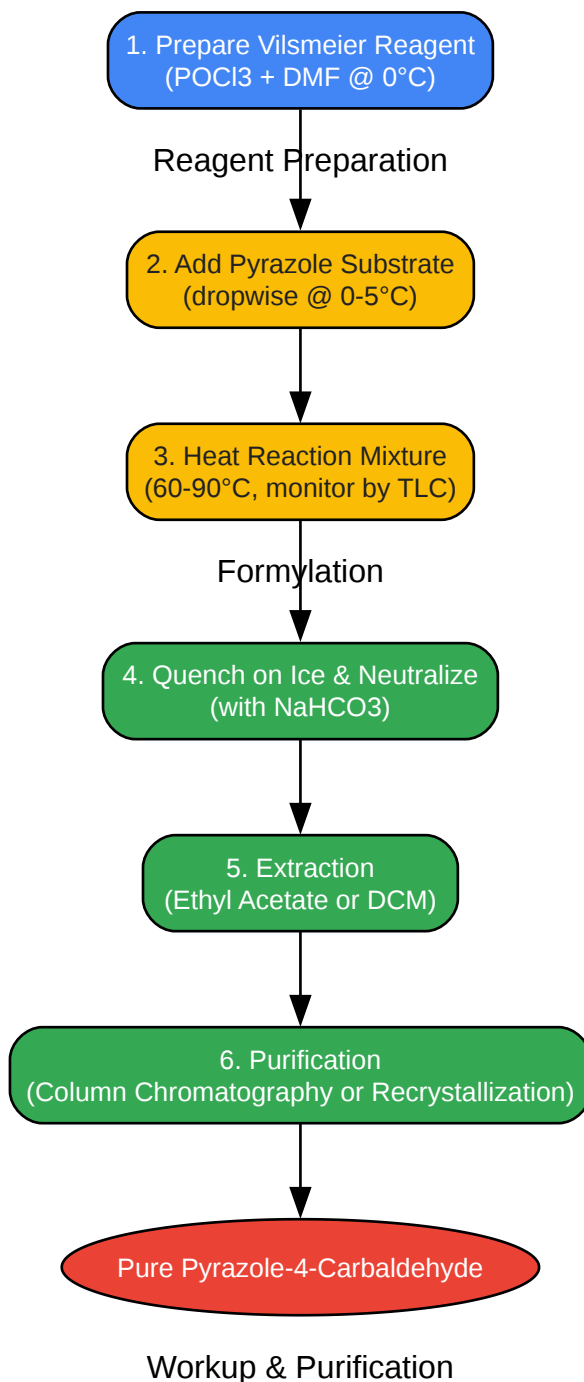 1. Prepare Vilsmeier Reagent
(POCl3 + DMF @ 0°C)
Reagent Preparation
2. Add Pyrazole Substrate
(dropwise @ 0-5°C)
3. Heat Reaction Mixture
(60-90°C, monitor by TLC)
Formylation
4. Quench on Ice & Neutralize
(with NaHCO3)
5. Extraction
(Ethyl Acetate or DCM)
6. Purification
(Column Chromatography or Recrystallization)
Pure Pyrazole-4-Carbaldehyde
Workup & Purification